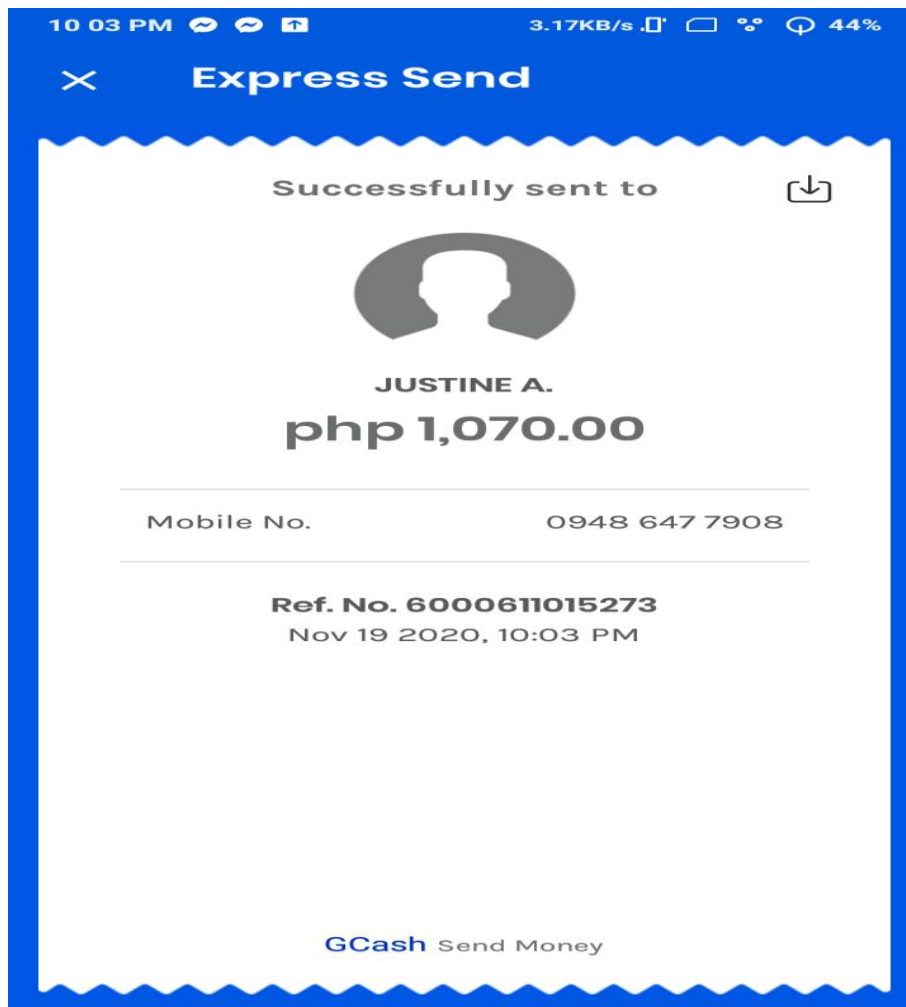 10 03 PM 3.17KB/s 44%
Express Send
Successfully sent to
JUSTINE A.
php 1,070.00
Mobile No. 0948 647 7908
Ref. No. 6000611015273
Nov 19 2020, 10:03 PM
GCash Send Money